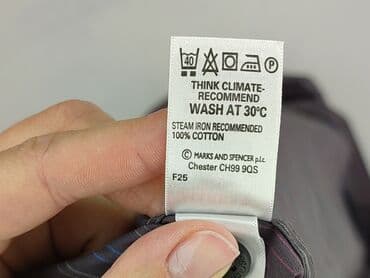 40 P
THINK CLIMATE-
RECOMMEND
WASH AT 30°C
STEAM IRON RECOMMENDED
100% COTTON
© MARKS AND SPENCER p.l.c.
Chester CH99 9QS
F25